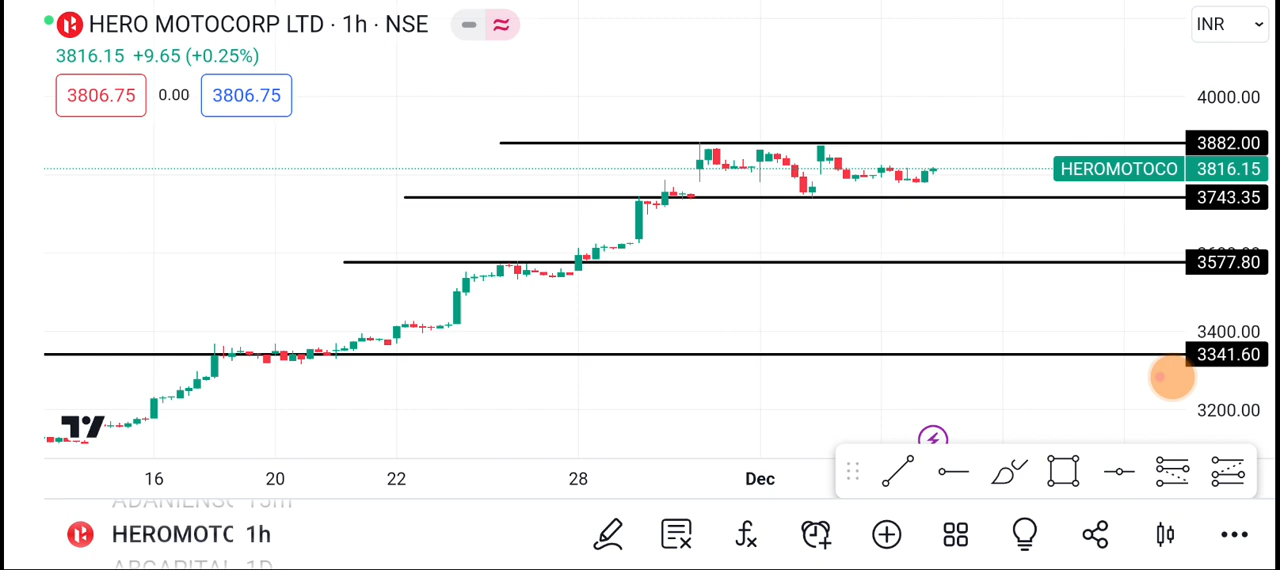 HERO MOTOCORP LTD · 1h · NSE
INR
3816.15 +9.65 (+0.25%)
3806.75 0.00 3806.75
4000.00
3882.00
HEROMOTOCO 3816.15
3743.35
3577.80
3400.00
3341.60
3200.00
16 20 22 28 Dec
HEROMOTC 1h